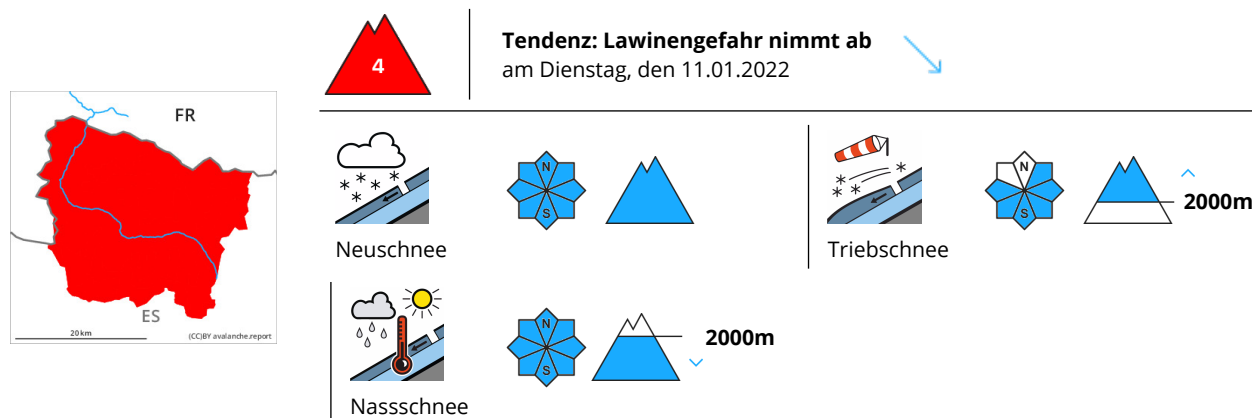 4
Tendenz: Lawinengefahr nimmt ab
am Dienstag, den 11.01.2022
FR
ES
20 km
(CC)BY avalanche.report
N
S
Neuschnee
N
S
2000m
Triebschnee
N
S
2000m
Nassschnee